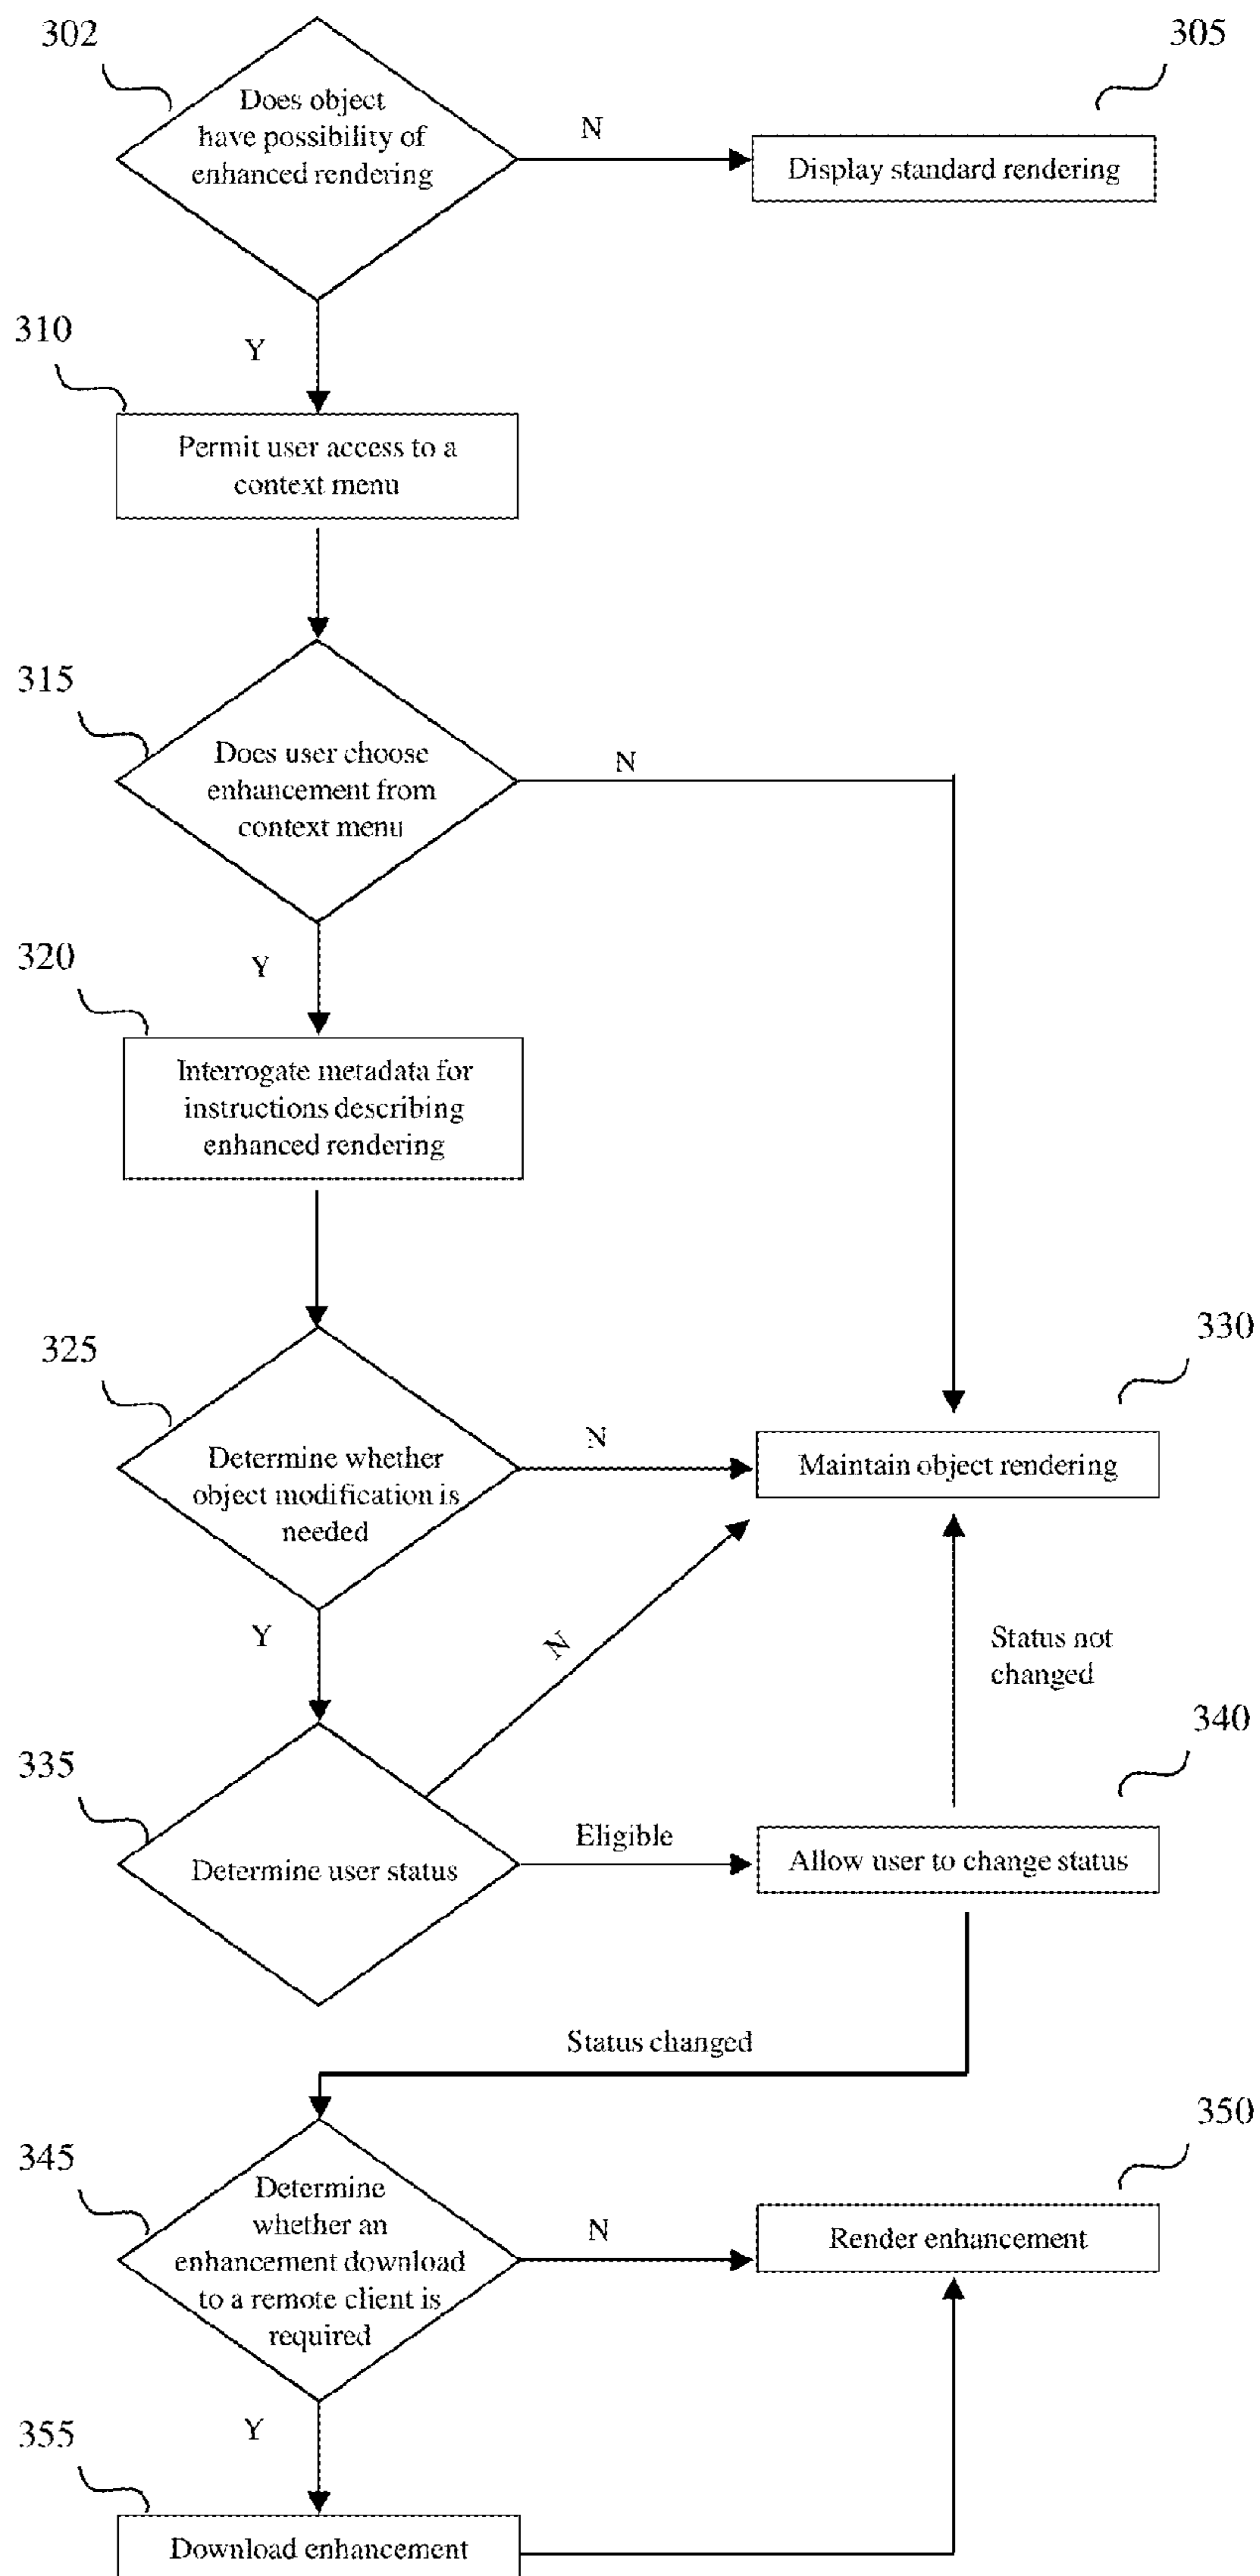 302
305
Does object
have possibility of
enhanced rendering
N
Display standard rendering
Y
310
Permit user access to a
context menu
315
Does user choose
enhancement from
context menu
N
Y
320
Interrogate metadata for
instructions describing
enhanced rendering
325
330
Determine whether
object modification is
needed
N
Maintain object rendering
Y
N
Status not
changed
335
340
Determine user status
Eligible
Allow user to change status
Status changed
345
350
Determine
whether an
enhancement download
to a remote client is
required
N
Render enhancement
Y
355
Download enhancement